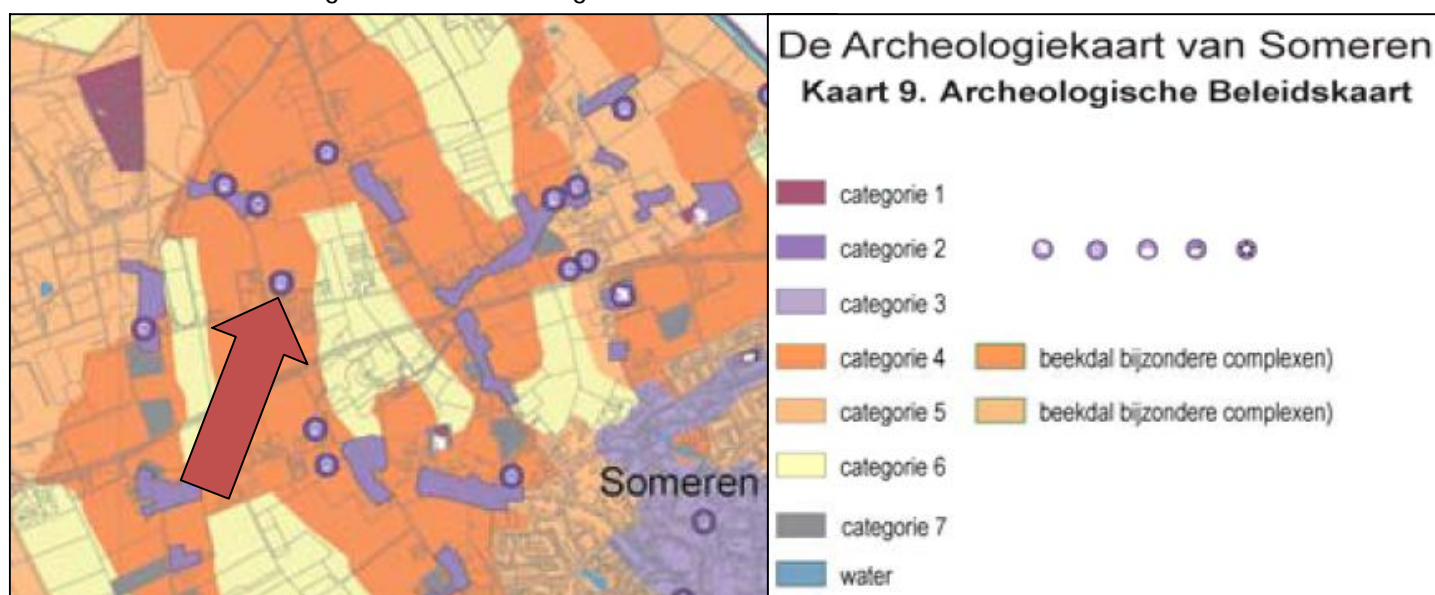 De Archeologiekaart van Someren
Kaart 9. Archeologische Beleidskaart
categorie 1
categorie 2
categorie 3
categorie 4 beekdal bijzondere complexen)
categorie 5 beekdal bijzondere complexen)
categorie 6
categorie 7
water
Someren